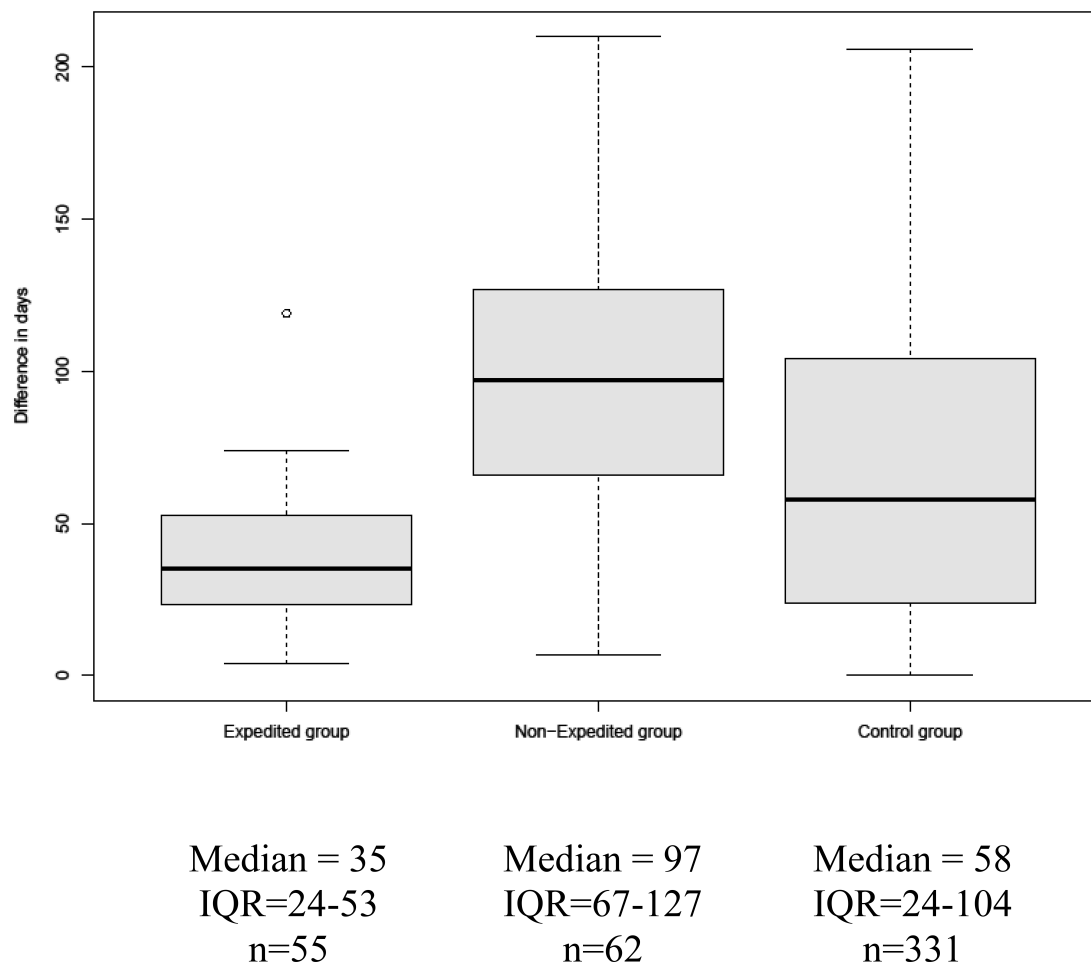 200
150
100
50
0
Difference in days
Expedited group
Non-Expedited group
Control group
Median = 35
IQR=24-53
n=55
Median = 97
IQR=67-127
n=62
Median = 58
IQR=24-104
n=331